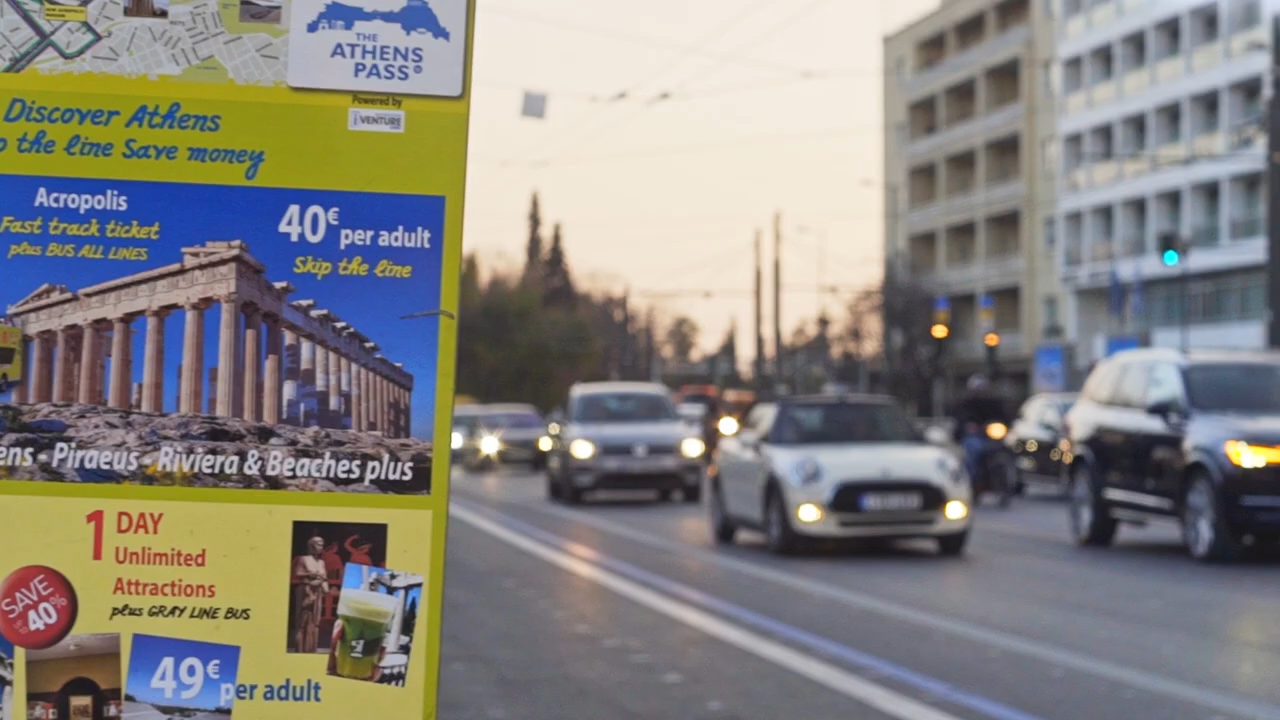 THE
ATHENS
PASS
Powered by
iVENTURE
Discover Athens
the line Save money
Acropolis
Fast track ticket
plus BUS ALL LINES
40€ per adult
Skip the line
ens - Piraeus - Riviera & Beaches plus
1 DAY
Unlimited
Attractions
plus GRAY LINE BUS
SAVE
40%
49€ per adult